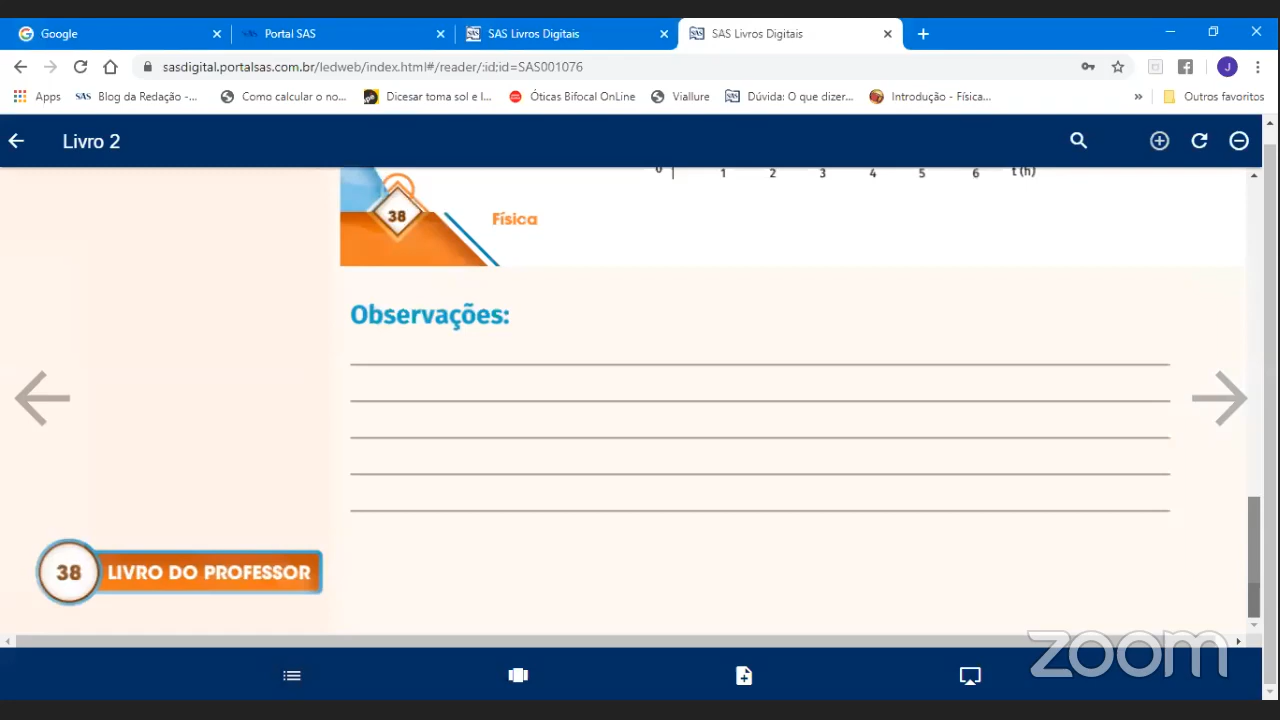 Google
Portal SAS
SAS Livros Digitais
SAS Livros Digitais
sasdigital.portalsas.com.br/ledweb/index.html#/reader/:id:id=SAS001076
J
Apps
SAS Blog da Redação -...
Como calcular o no...
Dicesar toma sol e l...
Óticas Bifocal OnLine
Viallure
Dúvida: O que dizer...
Introdução - Física...
»
Outros favoritos
Livro 2
0 1 2 3 4 5 6 t (h)
38
Física
Observações:
38 LIVRO DO PROFESSOR
zoom